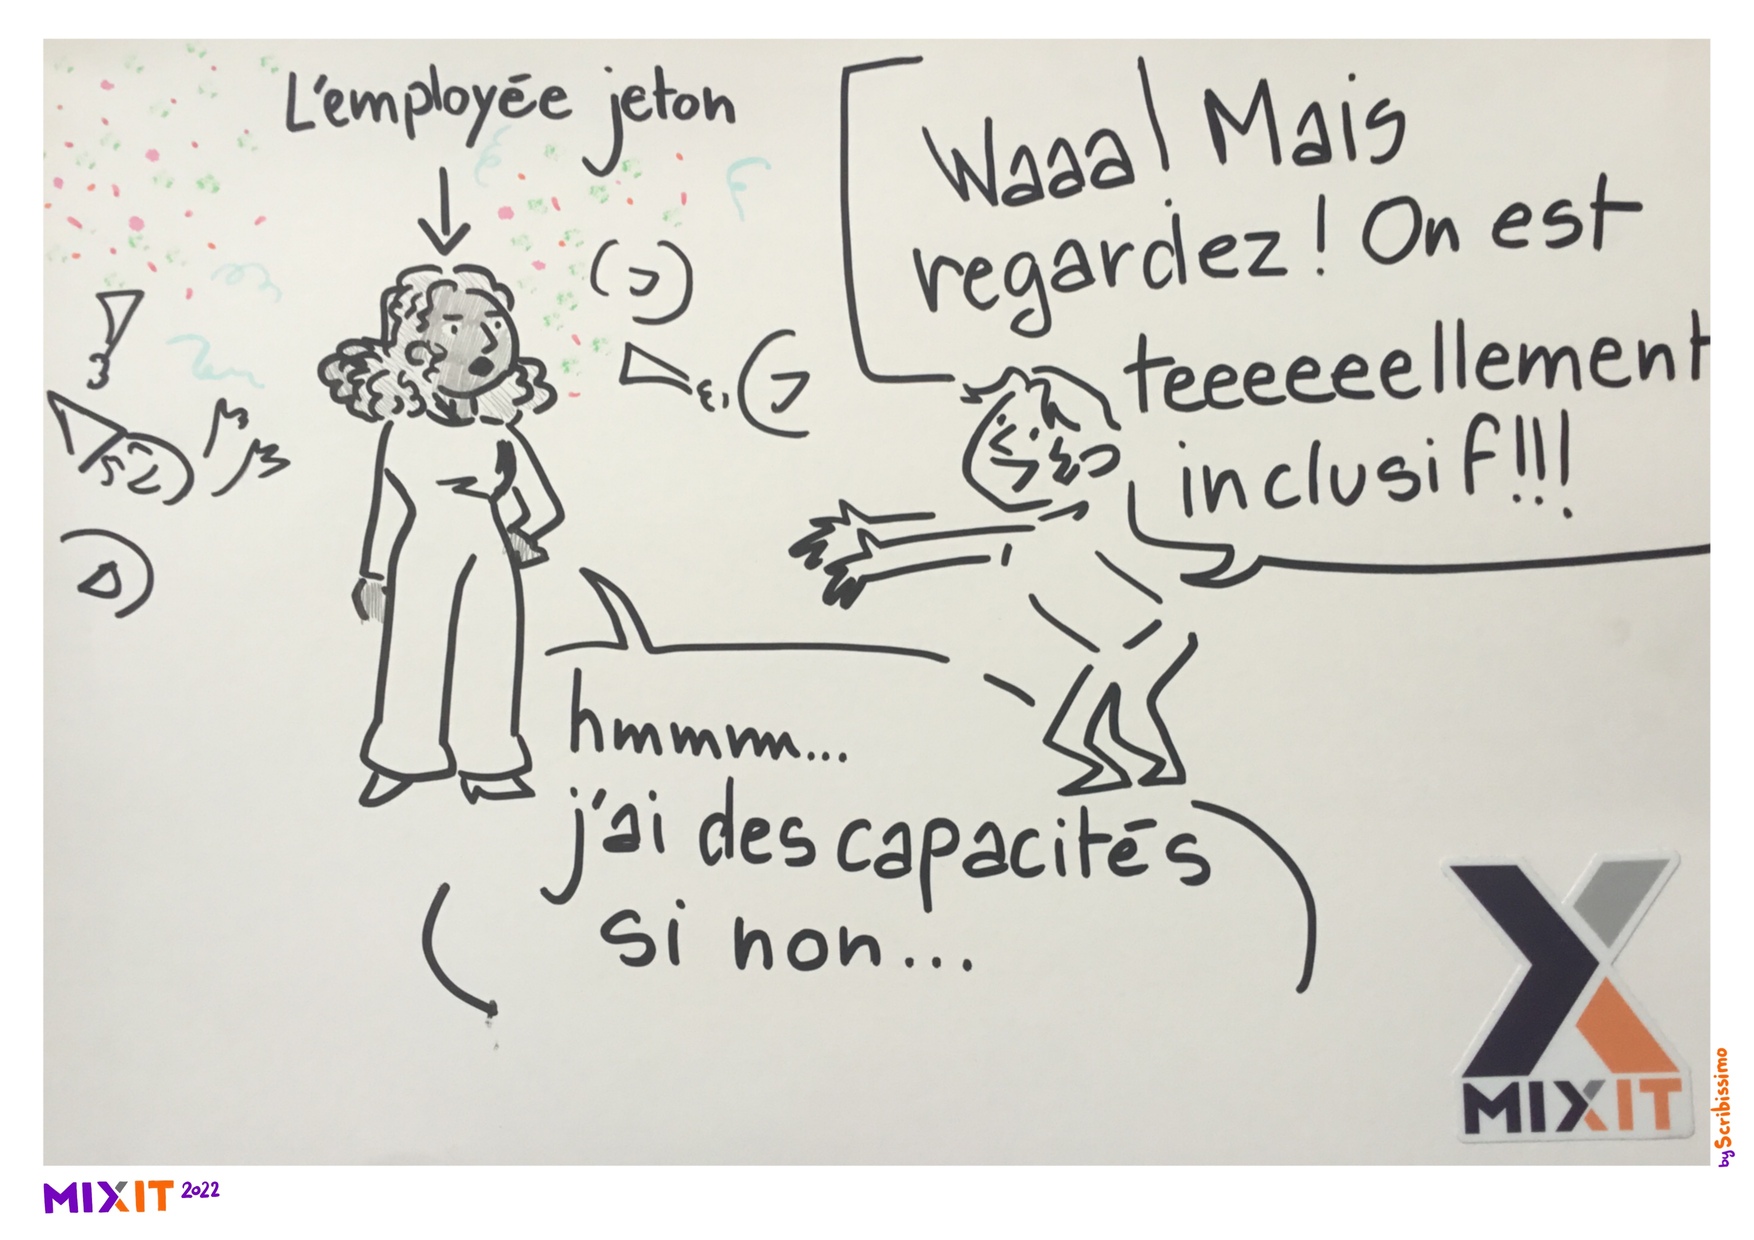 L'employée jeton
Waaa! Mais
regardez! On est
teeeeeellement
inclusif!!!
hmmmm...
j'ai des capacités
si non...
MIXIT
by Scribissimo
MIXIT 2022